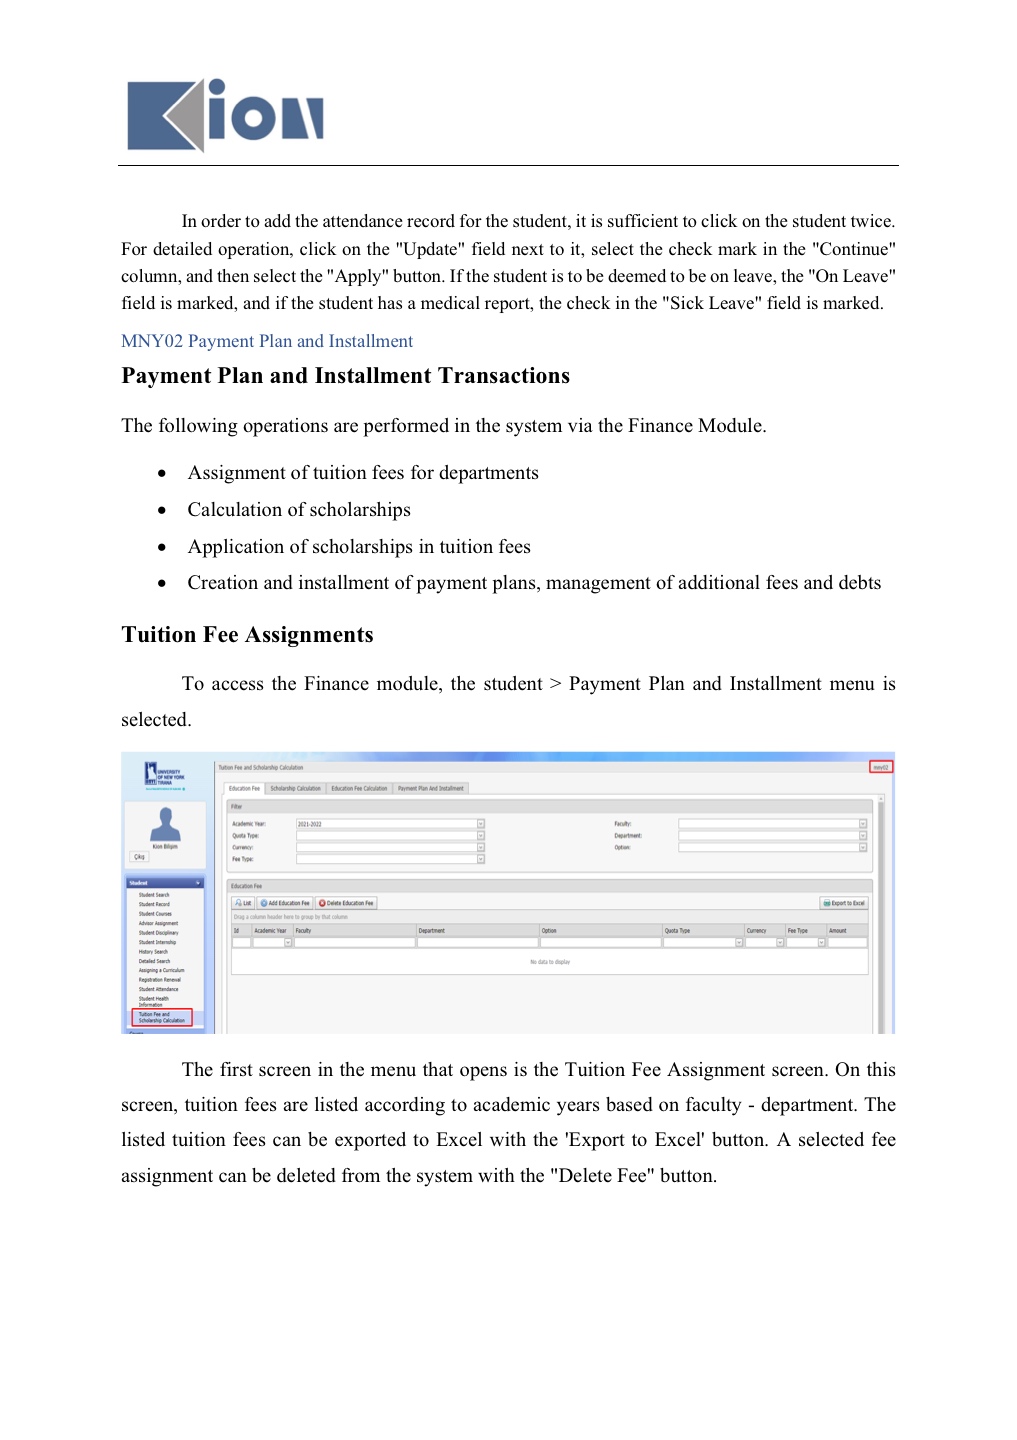 Kion
In order to add the attendance record for the student, it is sufficient to click on the student twice.
For detailed operation, click on the "Update" field next to it, select the check mark in the "Continue"
column, and then select the "Apply" button. If the student is to be deemed to be on leave, the "On Leave"
field is marked, and if the student has a medical report, the check in the "Sick Leave" field is marked.
MNY02 Payment Plan and Installment
Payment Plan and Installment Transactions
The following operations are performed in the system via the Finance Module.
• Assignment of tuition fees for departments
• Calculation of scholarships
• Application of scholarships in tuition fees
• Creation and installment of payment plans, management of additional fees and debts
Tuition Fee Assignments
To access the Finance module, the student > Payment Plan and Installment menu is
selected.
UNIVERSITY
OF NEW YORK
TIRANA
Kion Bilişim
Çıkış
Student
Student Search
Student Record
Student Courses
Advisor Assignment
Student Disciplinary
Student Internship
History Search
Detailed Search
Assigning a Curriculum
Registration Renewal
Student Attendance
Student Health
Information
Tuition Fee and
Scholarship Calculation
Tuition Fee and Scholarship Calculation
mny02
Education Fee Scholarship Calculation Education Fee Calculation Payment Plan And Installment
Filter
Academic Year: 2021-2022 Faculty:
Quota Type: Department:
Currency: Option:
Fee Type:
Education Fee
List Add Education Fee Delete Education Fee Export to Excel
Drag a column header here to group by that column
Id Academic Year Faculty Department Option Quota Type Currency Fee Type Amount
No data to display
The first screen in the menu that opens is the Tuition Fee Assignment screen. On this
screen, tuition fees are listed according to academic years based on faculty - department. The
listed tuition fees can be exported to Excel with the 'Export to Excel' button. A selected fee
assignment can be deleted from the system with the "Delete Fee" button.